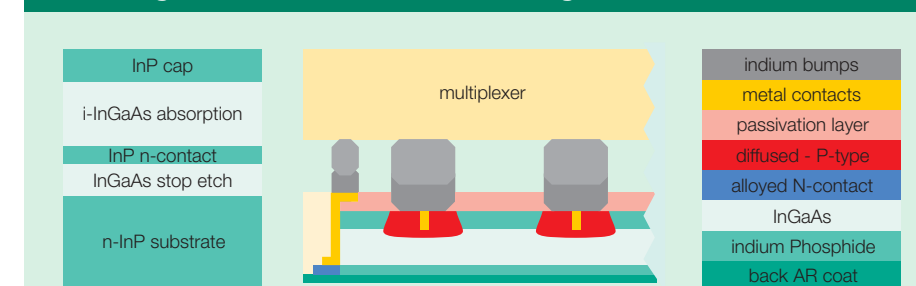 InP cap
i-InGaAs absorption
InP n-contact
InGaAs stop etch
n-InP substrate
multiplexer
indium bumps
metal contacts
passivation layer
diffused - P-type
alloyed N-contact
InGaAs
indium Phosphide
back AR coat